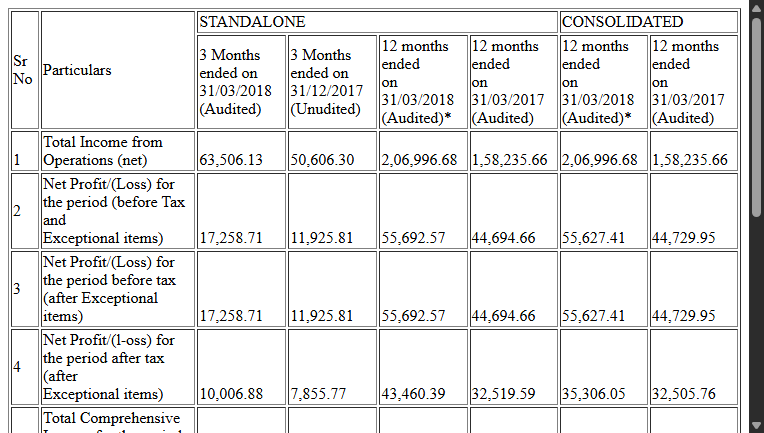 STANDALONE CONSOLIDATED
Sr No Particulars 3 Months ended on 31/03/2018 (Audited) 3 Months ended on 31/12/2017 (Unudited) 12 months ended on 31/03/2018 (Audited)* 12 months ended on 31/03/2017 (Audited) 12 months ended on 31/03/2018 (Audited)* 12 months ended on 31/03/2017 (Audited)
1 Total Income from Operations (net) 63,506.13 50,606.30 2,06,996.68 1,58,235.66 2,06,996.68 1,58,235.66
2 Net Profit/(Loss) for the period (before Tax and Exceptional items) 17,258.71 11,925.81 55,692.57 44,694.66 55,627.41 44,729.95
3 Net Profit/(Loss) for the period before tax (after Exceptional items) 17,258.71 11,925.81 55,692.57 44,694.66 55,627.41 44,729.95
4 Net Profit/(l-oss) for the period after tax (after Exceptional items) 10,006.88 7,855.77 43,460.39 32,519.59 35,306.05 32,505.76
Total Comprehensive